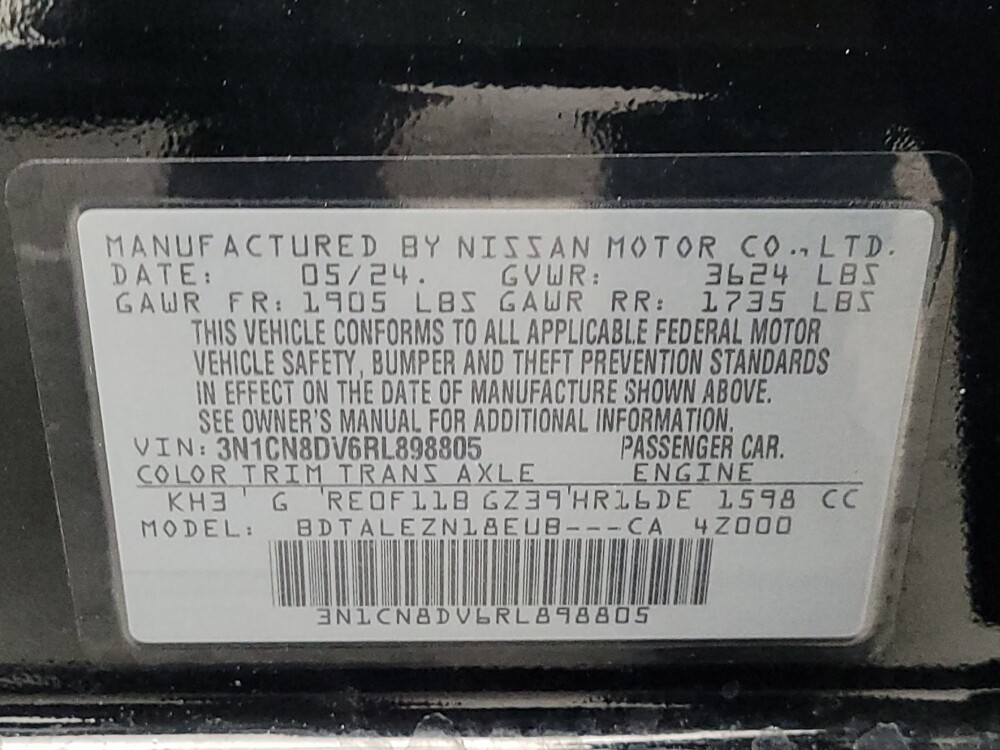 MANUFACTURED BY NISSAN MOTOR CO., LTD.
DATE: 05/24. GVWR: 3624 LBS
GAWR FR: 1905 LBS GAWR RR: 1735 LBS
THIS VEHICLE CONFORMS TO ALL APPLICABLE FEDERAL MOTOR
VEHICLE SAFETY, BUMPER AND THEFT PREVENTION STANDARDS
IN EFFECT ON THE DATE OF MANUFACTURE SHOWN ABOVE.
SEE OWNER'S MANUAL FOR ADDITIONAL INFORMATION.
VIN: 3N1CN8DV6RL898805 PASSENGER CAR.
COLOR TRIM TRANS AXLE ENGINE
KH3 ' G 'RE0F11B GZ39'HR16DE 1598 CC
MODEL: BDTALEZN18EUB---CA 4Z000
3N1CN8DV6RL898805